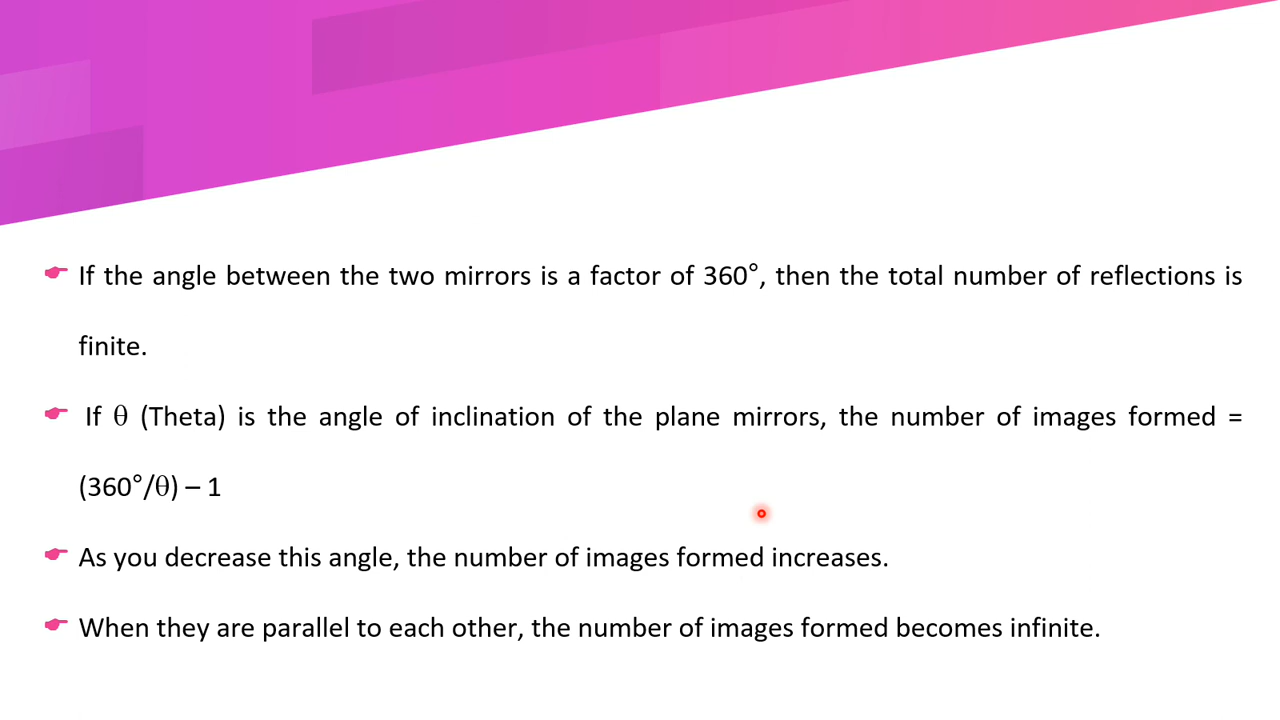 If the angle between the two mirrors is a factor of 360°, then the total number of reflections is
finite.
If θ (Theta) is the angle of inclination of the plane mirrors, the number of images formed =
(360°/θ) – 1
As you decrease this angle, the number of images formed increases.
When they are parallel to each other, the number of images formed becomes infinite.